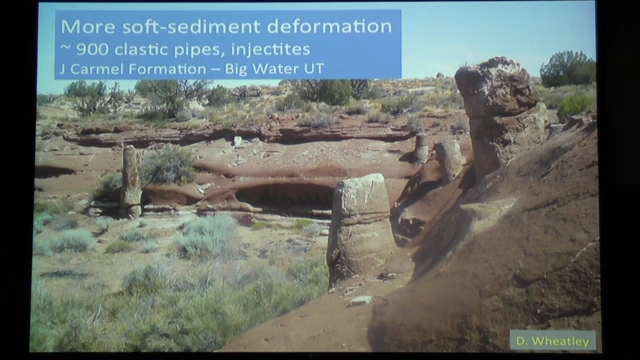 More soft-sediment deformation
~ 900 clastic pipes, injectites
J Carmel Formation – Big Water UT
D. Wheatley